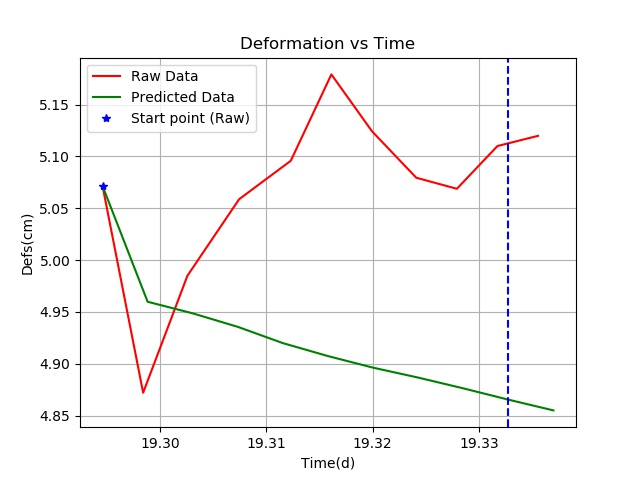 Deformation vs Time
Raw Data
Predicted Data
Start point (Raw)
5.15
5.10
5.05
5.00
4.95
4.90
4.85
Defs(cm)
19.30 19.31 19.32 19.33
Time(d)